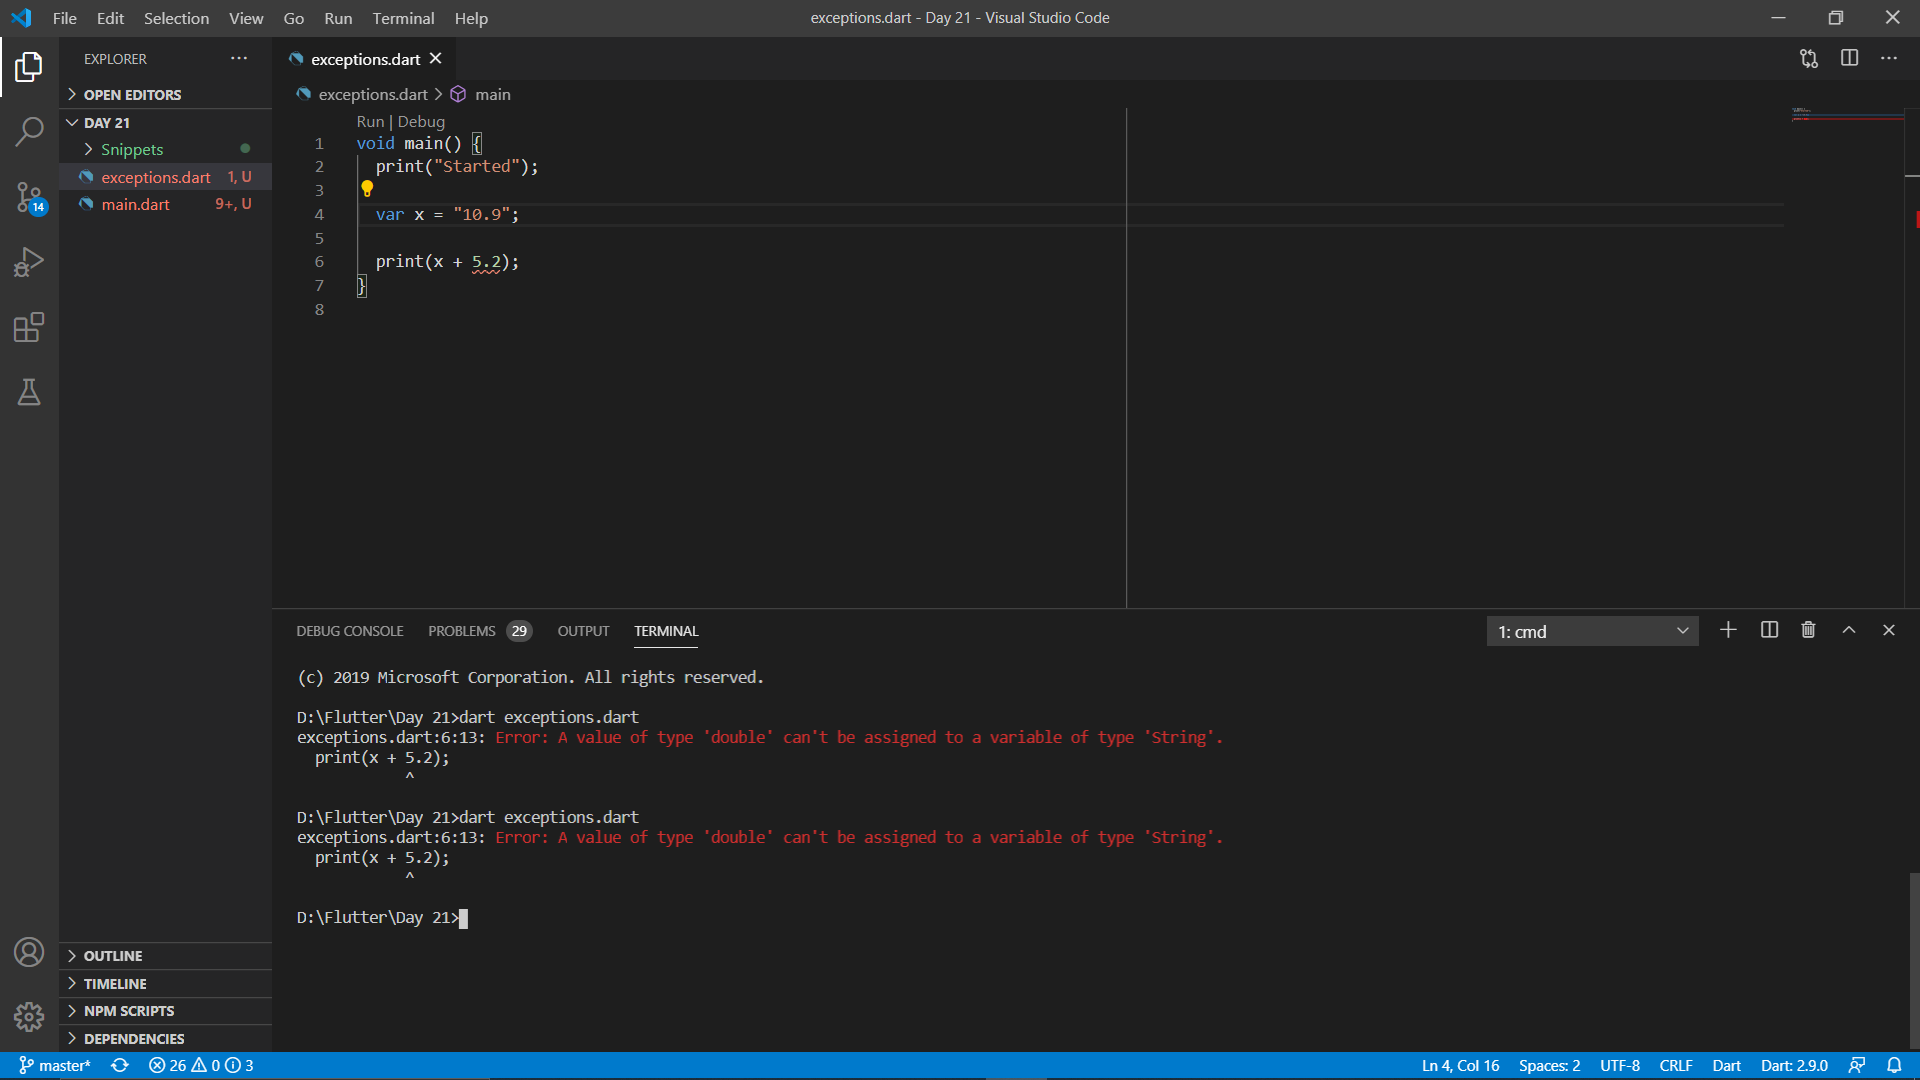 File Edit Selection View Go Run Terminal Help
exceptions.dart - Day 21 - Visual Studio Code
EXPLORER
OPEN EDITORS
DAY 21
Snippets
exceptions.dart 1, U
main.dart 9+, U
14
OUTLINE
TIMELINE
NPM SCRIPTS
DEPENDENCIES
exceptions.dart
exceptions.dart > main
Run | Debug
1 void main() {
2 print("Started");
3
4 var x = "10.9";
5
6 print(x + 5.2);
7 }
8
DEBUG CONSOLE PROBLEMS 29 OUTPUT TERMINAL
1: cmd
(c) 2019 Microsoft Corporation. All rights reserved.
D:\Flutter\Day 21>dart exceptions.dart
exceptions.dart:6:13: Error: A value of type 'double' can't be assigned to a variable of type 'String'.
print(x + 5.2);
^
D:\Flutter\Day 21>dart exceptions.dart
exceptions.dart:6:13: Error: A value of type 'double' can't be assigned to a variable of type 'String'.
print(x + 5.2);
^
D:\Flutter\Day 21>
master* 26 0 3
Ln 4, Col 16 Spaces: 2 UTF-8 CRLF Dart Dart: 2.9.0